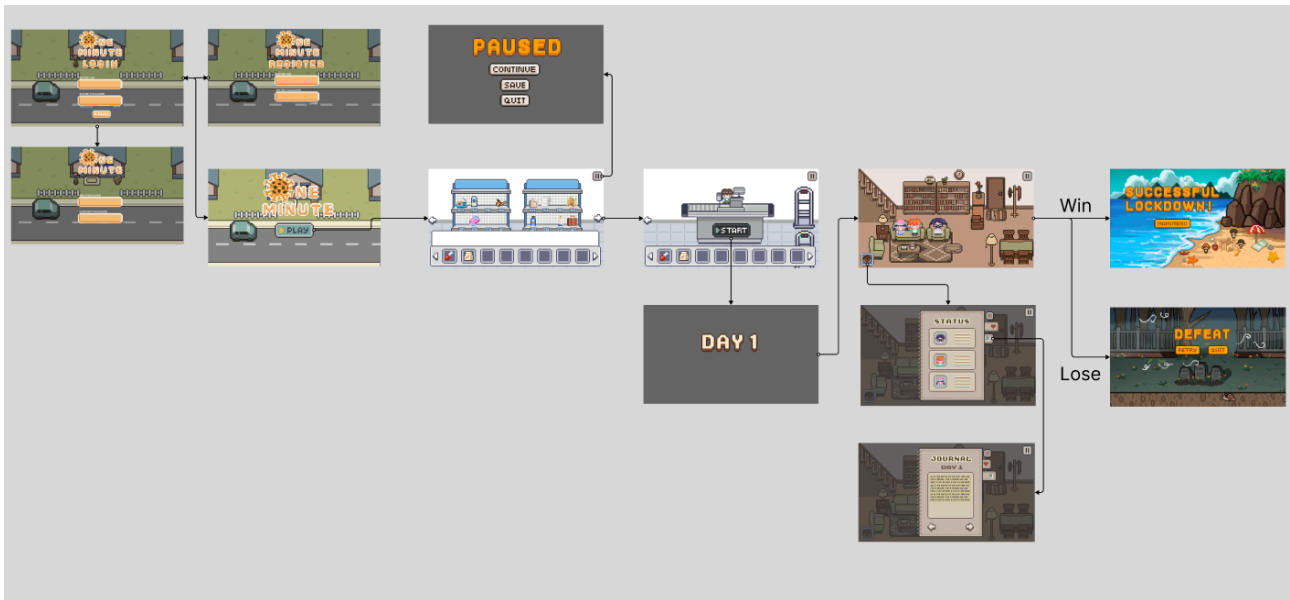 ONE
MINUTE
LOGIN
ONE
MINUTE
REGISTER
PAUSED
CONTINUE
SAVE
QUIT
ONE
MINUTE
ONE
MINUTE
PLAY
START
Win
SUCCESSFUL
LOCKDOWN!
DAY 1
STATUS
DEFEAT
RETRY
QUIT
Lose
JOURNAL
DAY 1